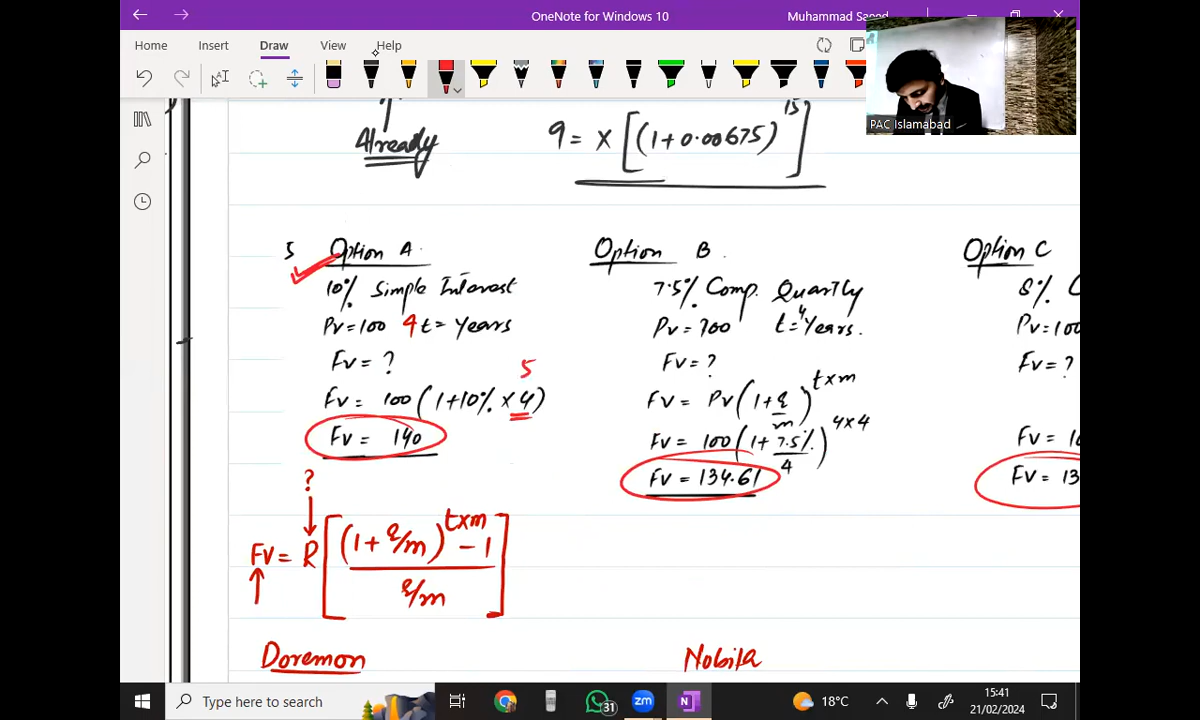 OneNote for Windows 10
Muhammad Saeed
Home Insert Draw View Help
PAC Islamabad
Already
9 = x [(1+0.00675)^15]
5 Option A
10% Simple Interest
PV=100 4 t= Years
FV= ?
5
FV= 100 (1+10% × 4)
FV= 140
Option B
7.5% Comp. Quartly
PV=100 t=4 Years.
FV= ?
FV= PV (1+r/m)^t×m
FV= 100 (1+7.5%/4)^4×4
FV = 134.61
Option C
8% C
PV=100
FV= ?
FV= 10
FV= 13
?
FV= R [((1+r/m)^t×m −1)/(r/m)]
Doremon
Nobita
Type here to search
31
zm
18°C
15:41
21/02/2024